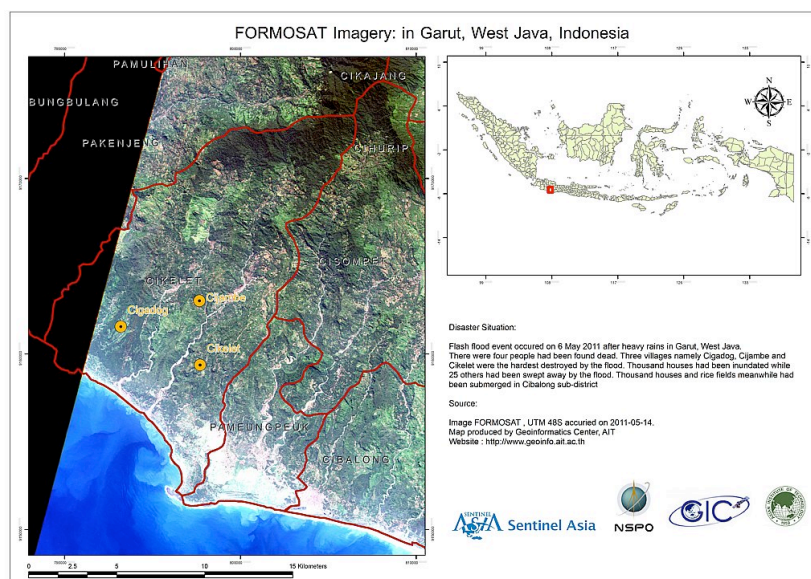 FORMOSAT Imagery: in Garut, West Java, Indonesia
PAMULIHAN
BUNGBULANG
CIKAJANG
PAKENJENG
CIHURIP
CIKELET
CISOMPET
Cijambe
Cigadog
Cikelet
PAMEUNGPEUK
CIBALONG
0 2.5 5 10 15 Kilometers
N
W E
S
Disaster Situation:
Flash flood event occured on 6 May 2011 after heavy rains in Garut, West Java.
There were four people had been found dead. Three villages namely Cigadog, Cijambe and
Cikelet were the hardest destroyed by the flood. Thousand houses had been inundated while
25 others had been swept away by the flood. Thousand houses and rice fields meanwhile had
been submerged in Cibalong sub-district
Source:
Image FORMOSAT , UTM 48S accuried on 2011-05-14.
Map produced by Geoinformatics Center, AIT
Website : http://www.geoinfo.ait.ac.th
SENTINEL
ASIA
Sentinel Asia
NSPO
GIC